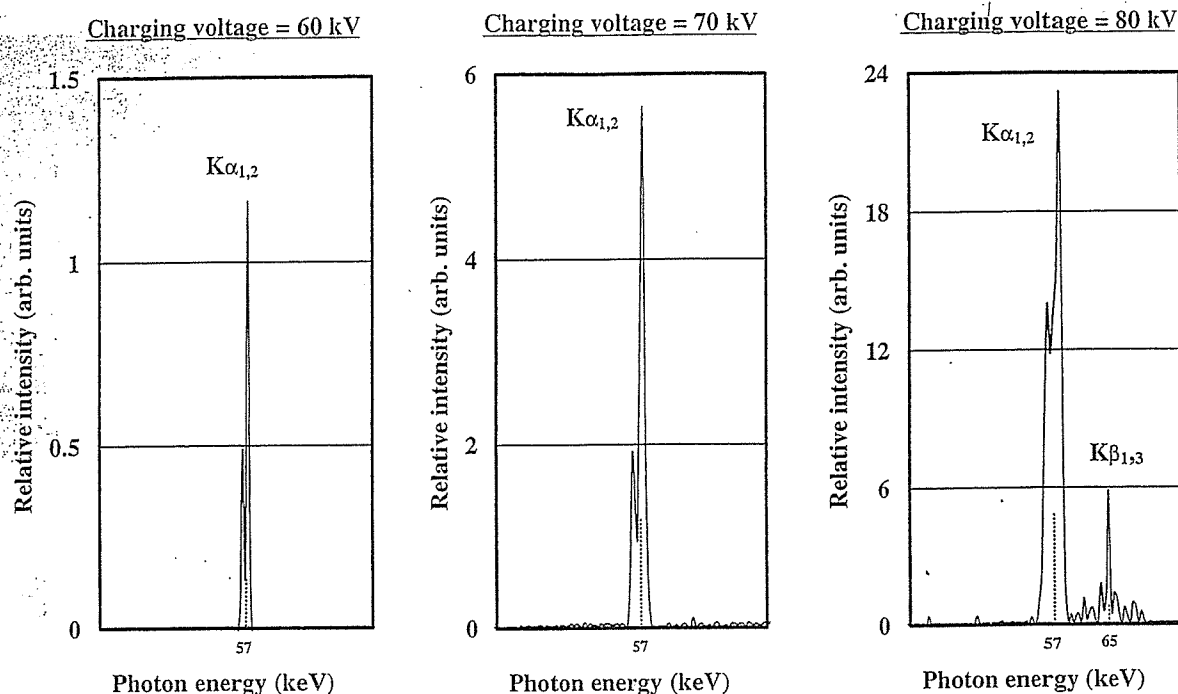 Charging voltage = 60 kV
Relative intensity (arb. units)
1.5
1
0.5
0
Kα1,2
57
Photon energy (keV)
Charging voltage = 70 kV
Relative intensity (arb. units)
6
4
2
0
Kα1,2
57
Photon energy (keV)
Charging voltage = 80 kV
Relative intensity (arb. units)
24
18
12
6
0
Kα1,2
Kβ1,3
57 65
Photon energy (keV)